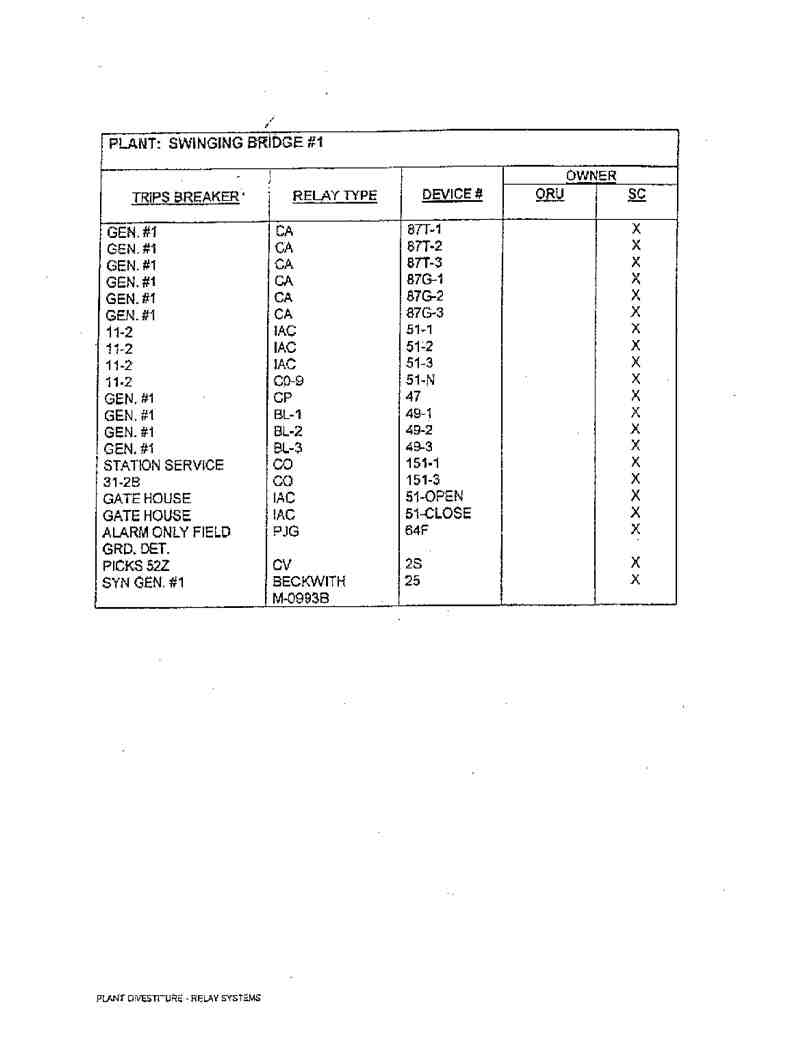 PLANT: SWINGING BRIDGE #1
OWNER
TRIPS BREAKER RELAY TYPE DEVICE # ORU SC
GEN. #1 CA 87T-1 X
GEN. #1 CA 87T-2 X
GEN. #1 CA 87T-3 X
GEN. #1 CA 87G-1 X
GEN. #1 CA 87G-2 X
GEN. #1 CA 87G-3 X
11-2 IAC 51-1 X
11-2 IAC 51-2 X
11-2 IAC 51-3 X
11-2 C0-9 51-N X
GEN. #1 CP 47 X
GEN. #1 BL-1 49-1 X
GEN. #1 BL-2 49-2 X
GEN. #1 BL-3 49-3 X
STATION SERVICE CO 151-1 X
31-2B CO 151-3 X
GATE HOUSE IAC 51-OPEN X
GATE HOUSE IAC 51-CLOSE X
ALARM ONLY FIELD PJG 64F X
GRD. DET.
PICKS 52Z CV 2S X
SYN GEN. #1 BECKWITH 25 X
M-0993B
PLANT DIVESTITURE - RELAY SYSTEMS